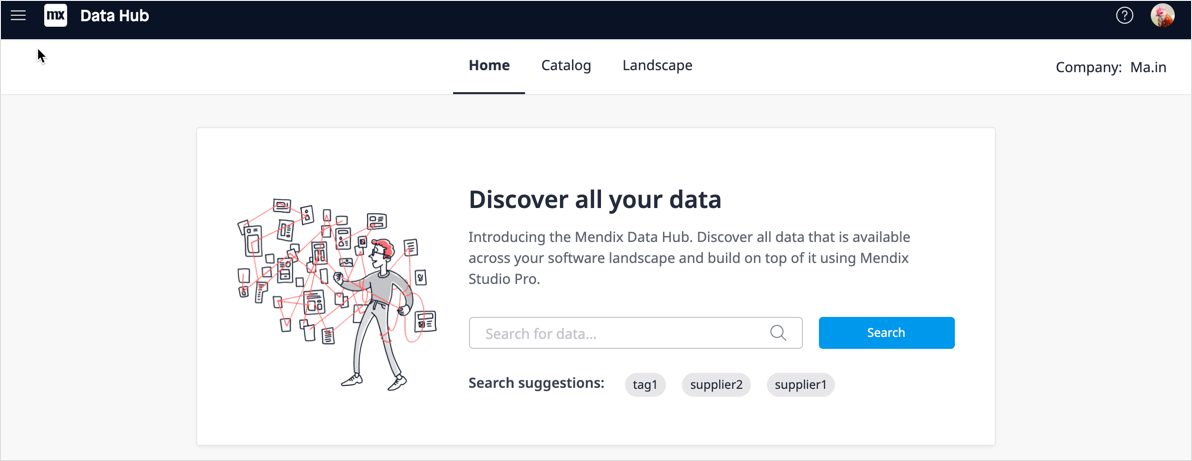 mx Data Hub
Home Catalog Landscape Company: Ma.in
Discover all your data
Introducing the Mendix Data Hub. Discover all data that is available
across your software landscape and build on top of it using Mendix
Studio Pro.
Search for data... Search
Search suggestions: tag1 supplier2 supplier1